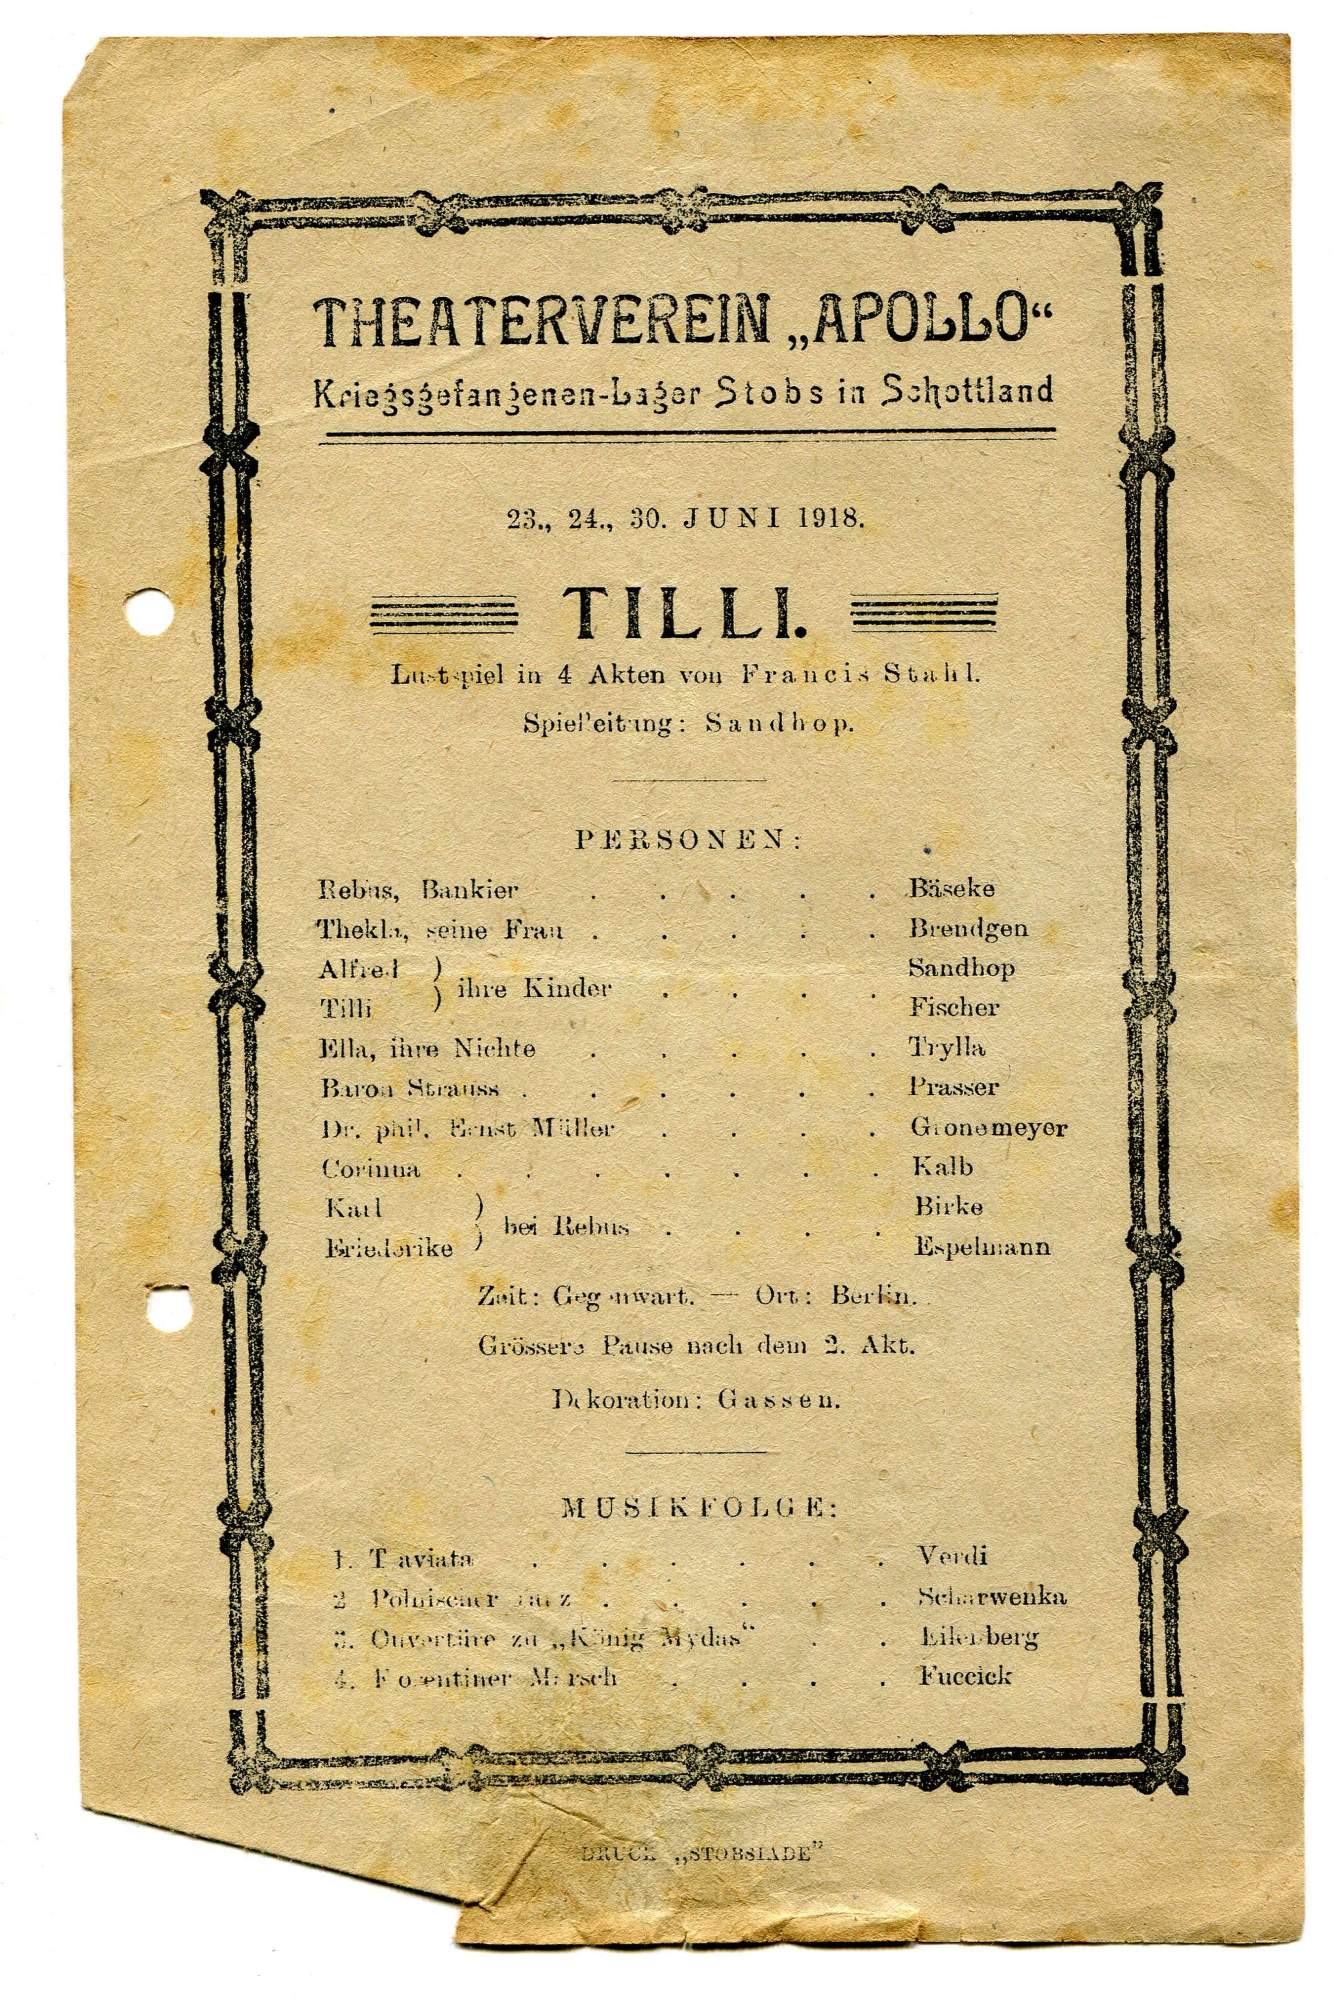 THEATERVEREIN „APOLLO“
Kriegsgefangenen-Lager Stobs in Schottland
23., 24., 30. JUNI 1918.
TILLI.
Lustspiel in 4 Akten von Francis Stahl.
Spielleitung: Sandhop.
PERSONEN:
Rebus, Bankier . . . . . Bäseke
Thekla, seine Frau . . . . . Brendgen
Alfred ) Sandhop
ihre Kinder . . . .
Tilli ) Fischer
Ella, ihre Nichte . . . . . Trylla
Baron Strauss . . . . . . Prasser
Dr. phil. Ernst Müller . . . . Gronemeyer
Corinna . . . . . . . Kalb
Karl ) Birke
bei Rebus . . . .
Friederike ) Espelmann
Zeit: Gegenwart. — Ort: Berlin.
Grössere Pause nach dem 2. Akt.
Dekoration: Gassen.
MUSIKFOLGE:
1. Traviata . . . . . . Verdi
2 Polnischer Tanz . . . . . Scharwenka
3. Ouvertüre zu „König Mydas“ . . Eilenberg
4. Florentiner Marsch . . . . Fuccick
DRUCK „STOBSIADE”